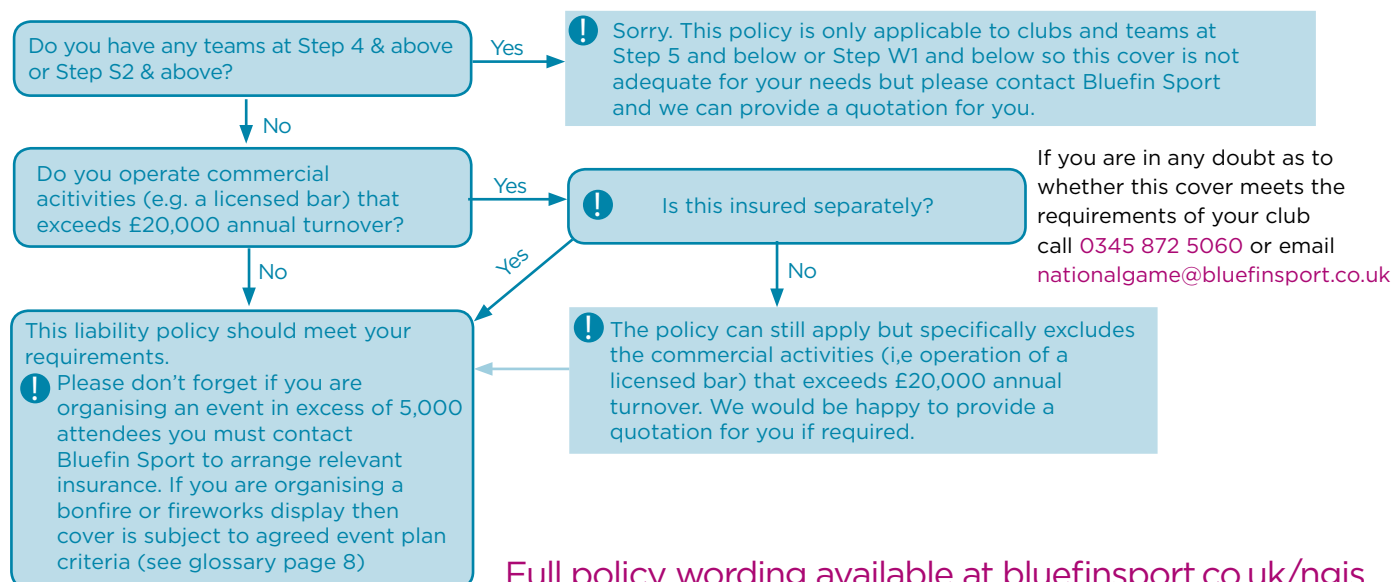 Do you have any teams at Step 4 & above
or Step S2 & above?
Yes
Sorry. This policy is only applicable to clubs and teams at
Step 5 and below or Step W1 and below so this cover is not
adequate for your needs but please contact Bluefin Sport
and we can provide a quotation for you.
No
Do you operate commercial
acitivities (e.g. a licensed bar) that
exceeds £20,000 annual turnover?
Yes
Is this insured separately?
If you are in any doubt as to
whether this cover meets the
requirements of your club
call 0345 872 5060 or email
nationalgame@bluefinsport.co.uk
No
Yes
No
This liability policy should meet your
requirements.
Please don't forget if you are
organising an event in excess of 5,000
attendees you must contact
Bluefin Sport to arrange relevant
insurance. If you are organising a
bonfire or fireworks display then
cover is subject to agreed event plan
criteria (see glossary page 8)
The policy can still apply but specifically excludes
the commercial activities (i,e operation of a
licensed bar) that exceeds £20,000 annual
turnover. We would be happy to provide a
quotation for you if required.
Full policy wording available at bluefinsport.co.uk/ngis